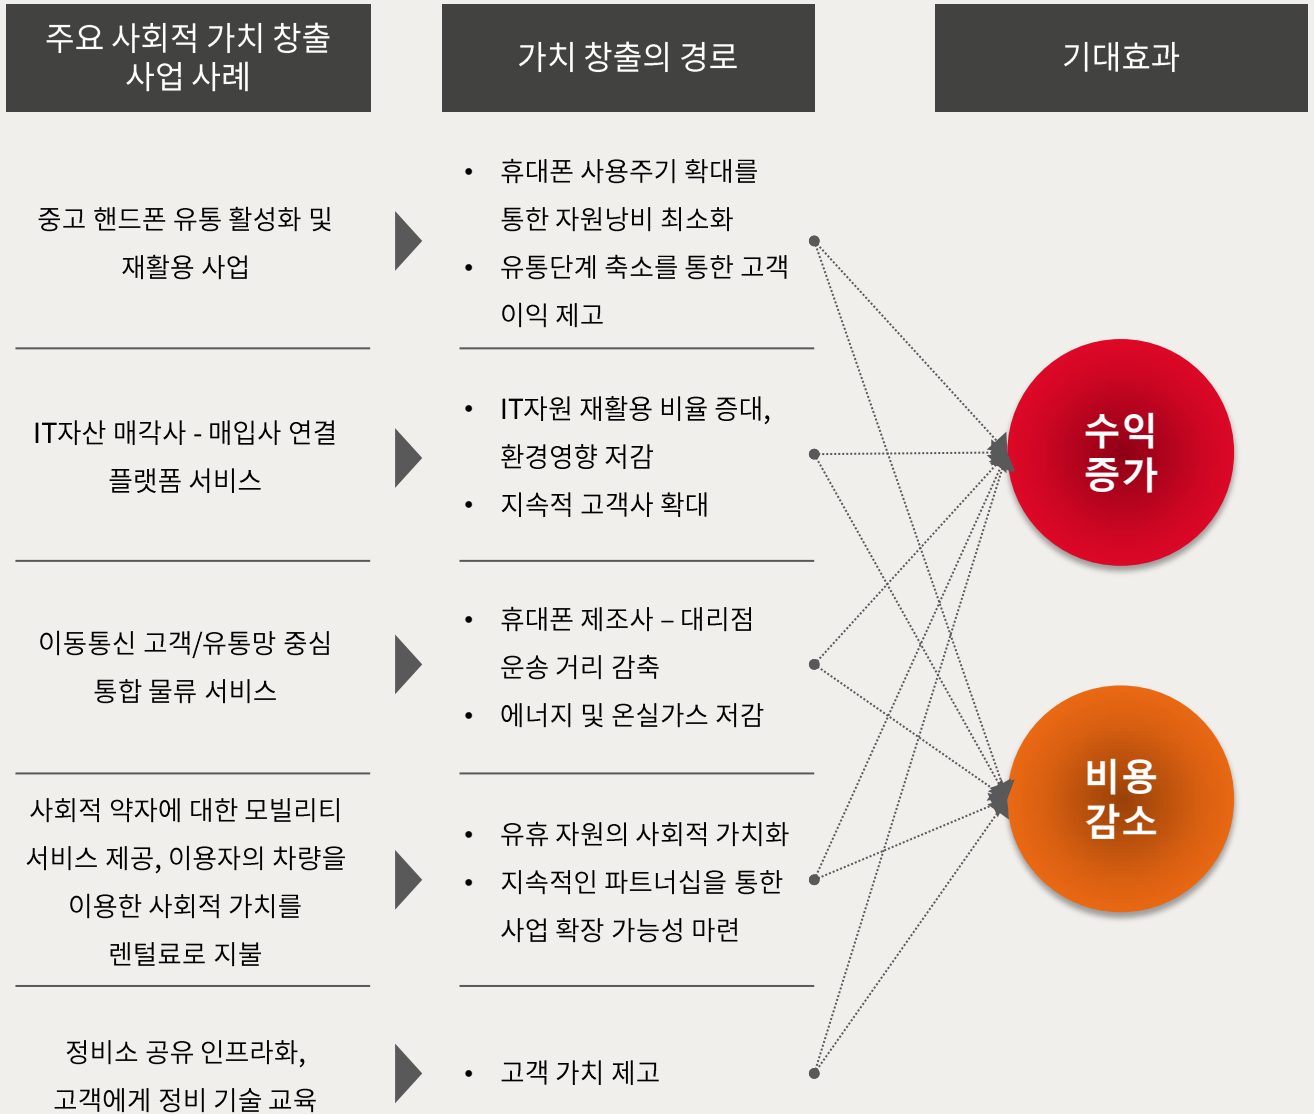 주요 사회적 가치 창출
사업 사례
가치 창출의 경로
기대효과
중고 핸드폰 유통 활성화 및
재활용 사업
• 휴대폰 사용주기 확대를
통한 자원낭비 최소화
• 유통단계 축소를 통한 고객
이익 제고
IT자산 매각사 - 매입사 연결
플랫폼 서비스
• IT자원 재활용 비율 증대,
환경영향 저감
• 지속적 고객사 확대
이동통신 고객/유통망 중심
통합 물류 서비스
• 휴대폰 제조사 – 대리점
운송 거리 감축
• 에너지 및 온실가스 저감
사회적 약자에 대한 모빌리티
서비스 제공, 이용자의 차량을
이용한 사회적 가치를
렌털료로 지불
• 유휴 자원의 사회적 가치화
• 지속적인 파트너십을 통한
사업 확장 가능성 마련
정비소 공유 인프라화,
고객에게 정비 기술 교육
• 고객 가치 제고
수익
증가
비용
감소